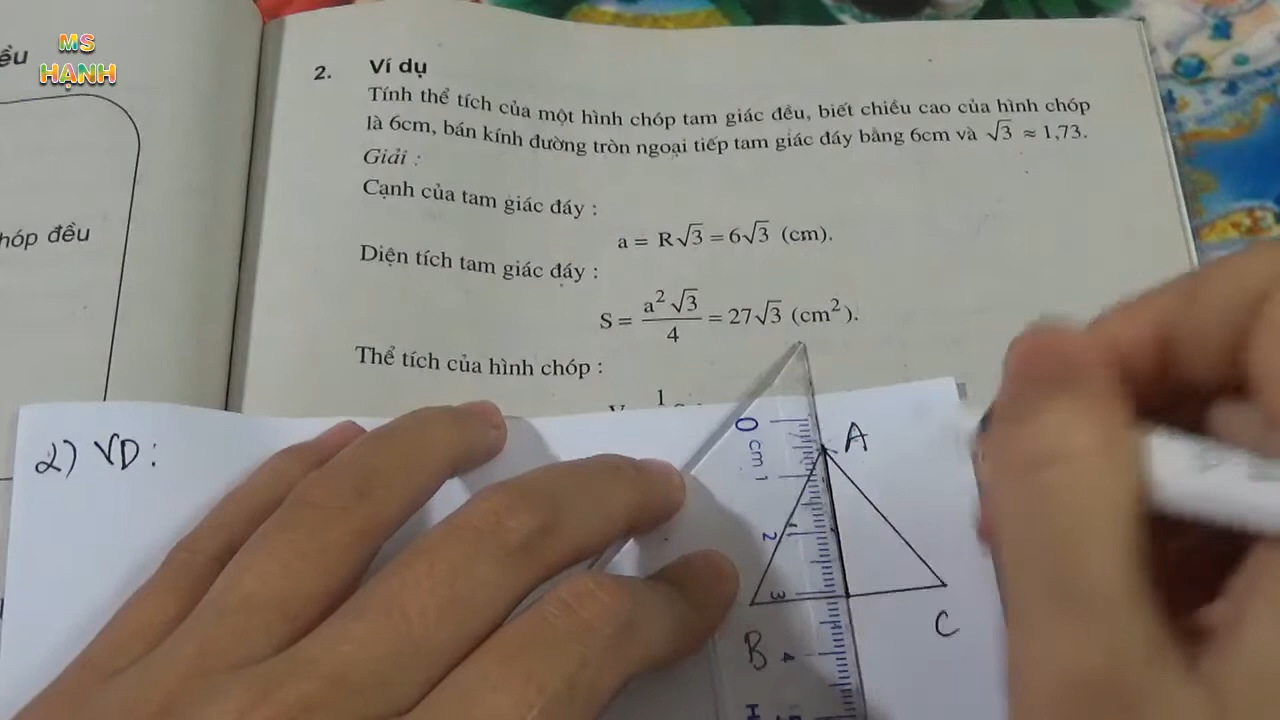 MS
HẠNH
ều
hóp đều
2. Ví dụ
Tính thể tích của một hình chóp tam giác đều, biết chiều cao của hình chóp
là 6cm, bán kính đường tròn ngoại tiếp tam giác đáy bằng 6cm và √3 ≈ 1,73.
Giải :
Cạnh của tam giác đáy :
a = R√3 = 6√3 (cm).
Diện tích tam giác đáy :
S = a²√3/4 = 27√3 (cm²).
Thể tích của hình chóp :
2) VD:
A
0 cm 1
2
3
B
4
C